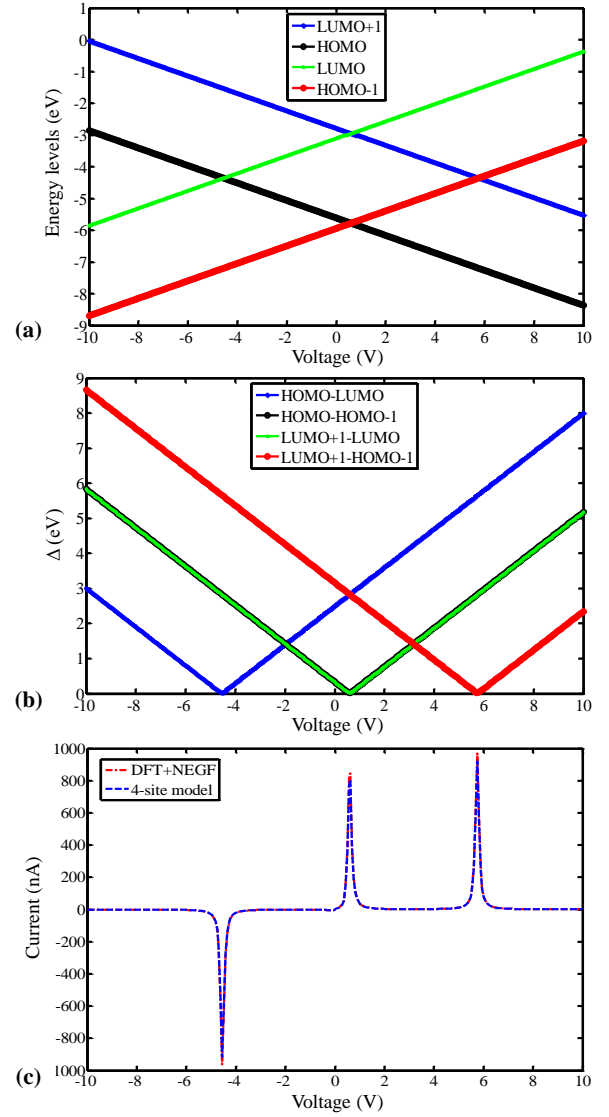 1
0
-1
-2
-3
-4
-5
-6
-7
-8
-9
Energy levels (eV)
LUMO+1
HOMO
LUMO
HOMO-1
-10 -8 -6 -4 -2 0 2 4 6 8 10
Voltage (V)
(a)
9
8
7
6
5
4
3
2
1
0
Δ (eV)
HOMO-LUMO
HOMO-HOMO-1
LUMO+1-LUMO
LUMO+1-HOMO-1
-10 -8 -6 -4 -2 0 2 4 6 8 10
Voltage (V)
(b)
1000
800
600
400
200
0
-200
-400
-600
-800
1000
Current (nA)
DFT+NEGF
4-site model
-10 -8 -6 -4 -2 0 2 4 6 8 10
Voltage (V)
(c)